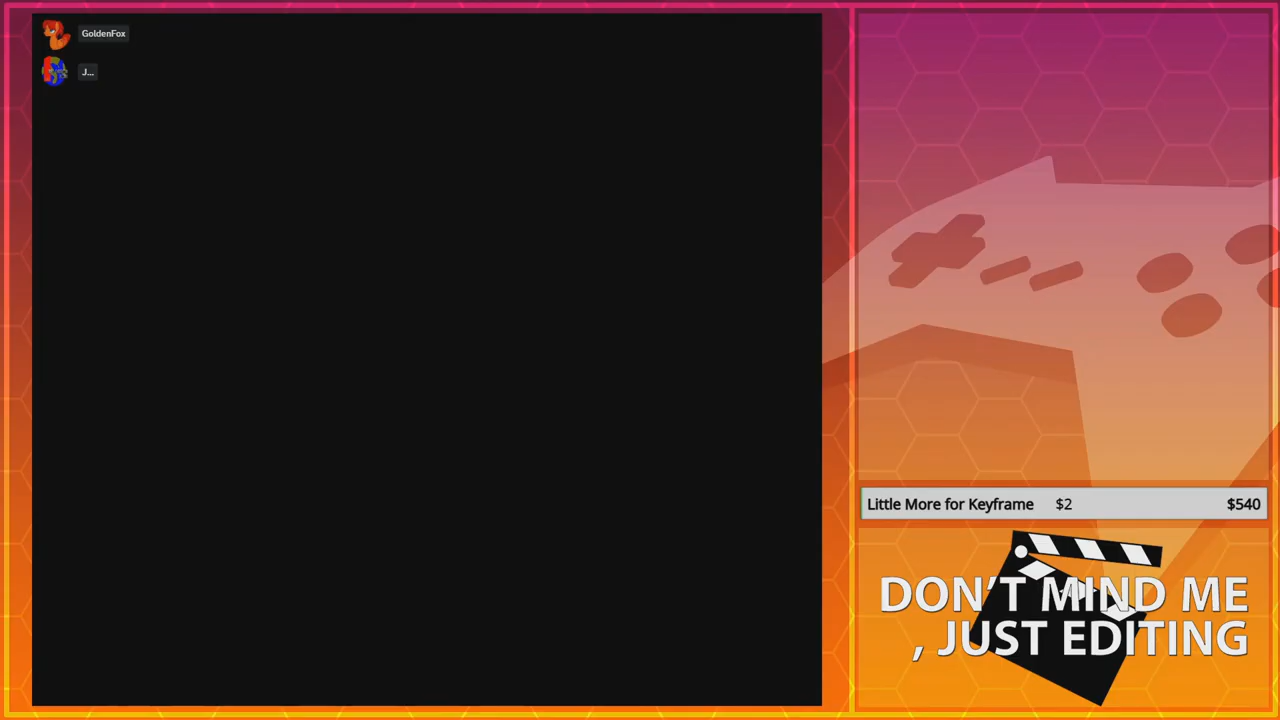 GoldenFox
J...
Little More for Keyframe $2 $540
DON'T MIND ME
, JUST EDITING